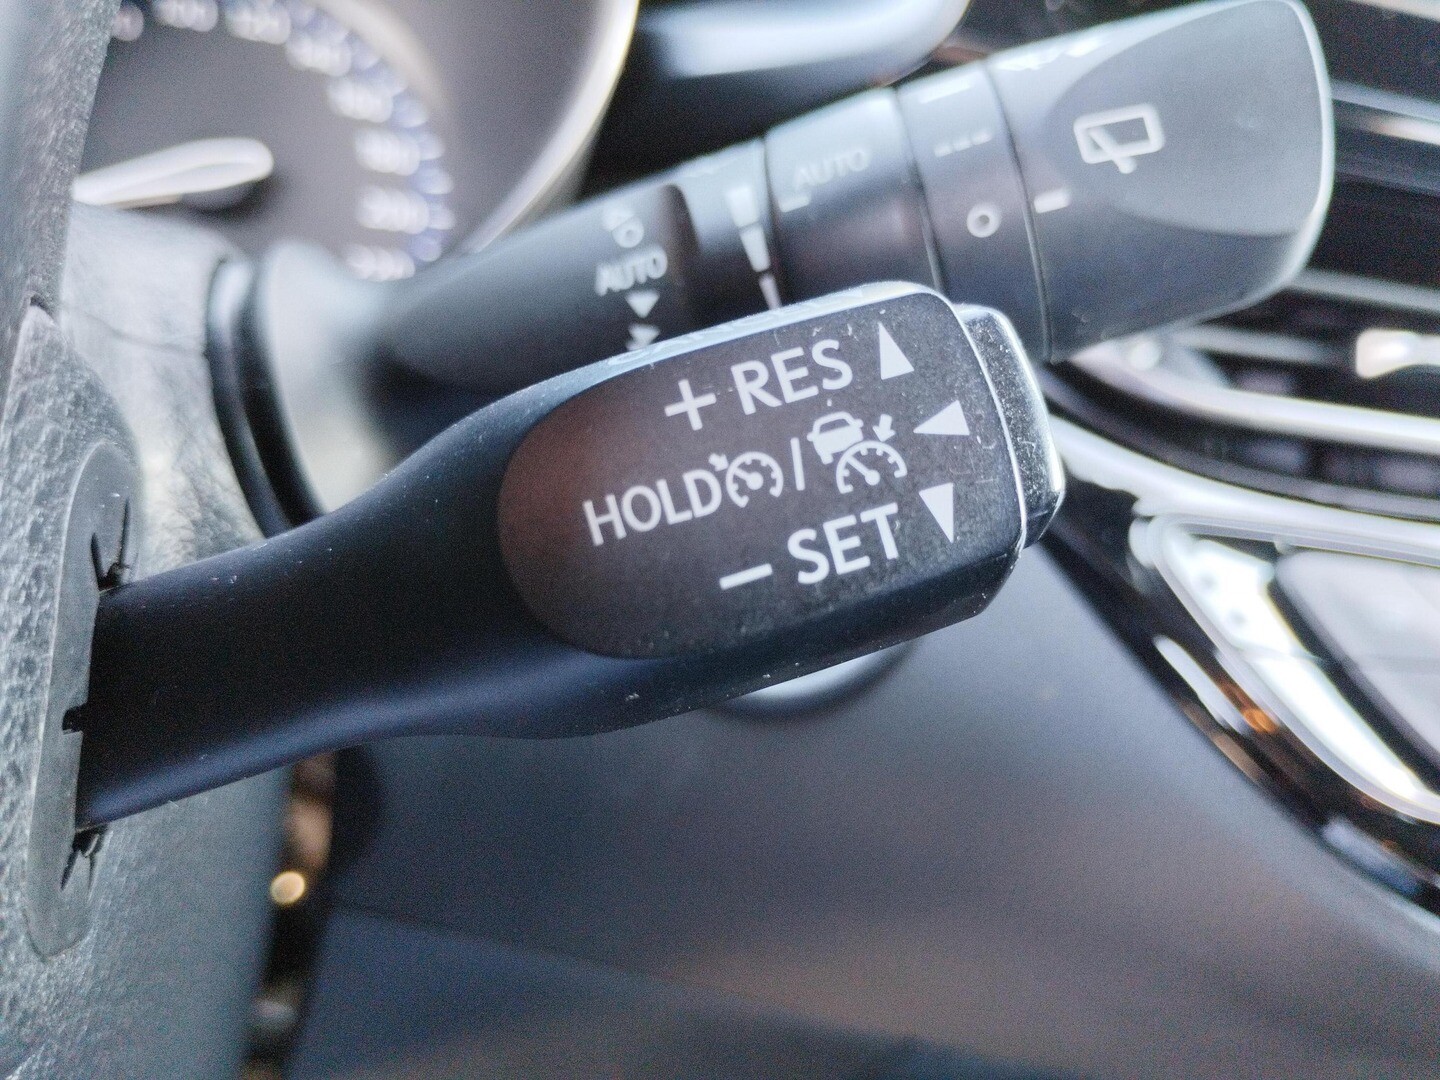 AUTO
AUTO
+ RES
HOLD /
− SET